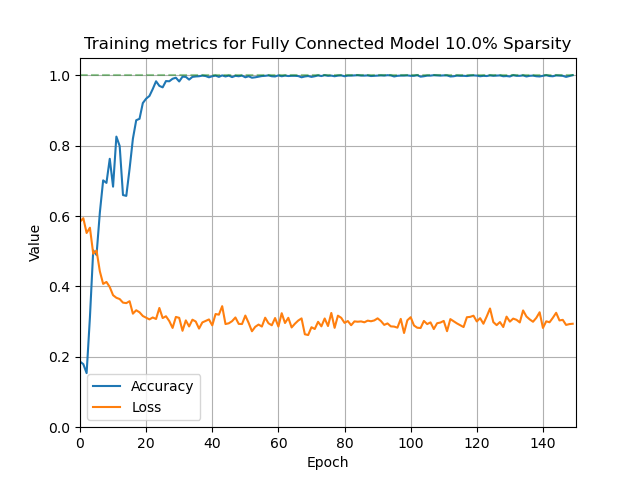 Training metrics for Fully Connected Model 10.0% Sparsity
1.0
0.8
0.6
0.4
0.2
0.0
Value
Accuracy
Loss
0 20 40 60 80 100 120 140
Epoch